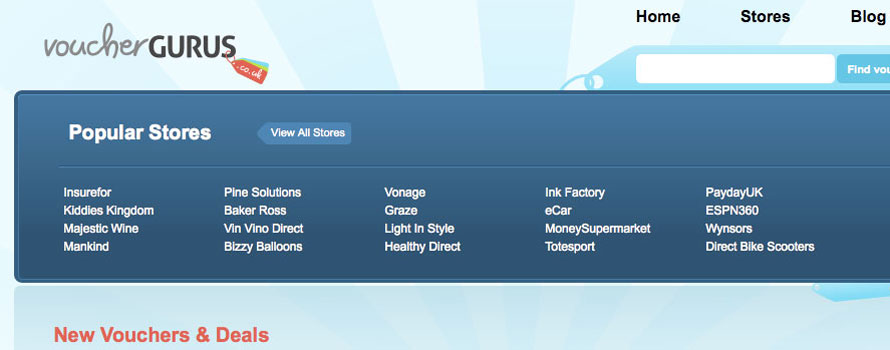 Home Stores Blog
voucherGURUS
.co.uk
Find vou
Popular Stores View All Stores
Insurefor Pine Solutions Vonage Ink Factory PaydayUK
Kiddies Kingdom Baker Ross Graze eCar ESPN360
Majestic Wine Vin Vino Direct Light In Style MoneySupermarket Wynsors
Mankind Bizzy Balloons Healthy Direct Totesport Direct Bike Scooters
New Vouchers & Deals